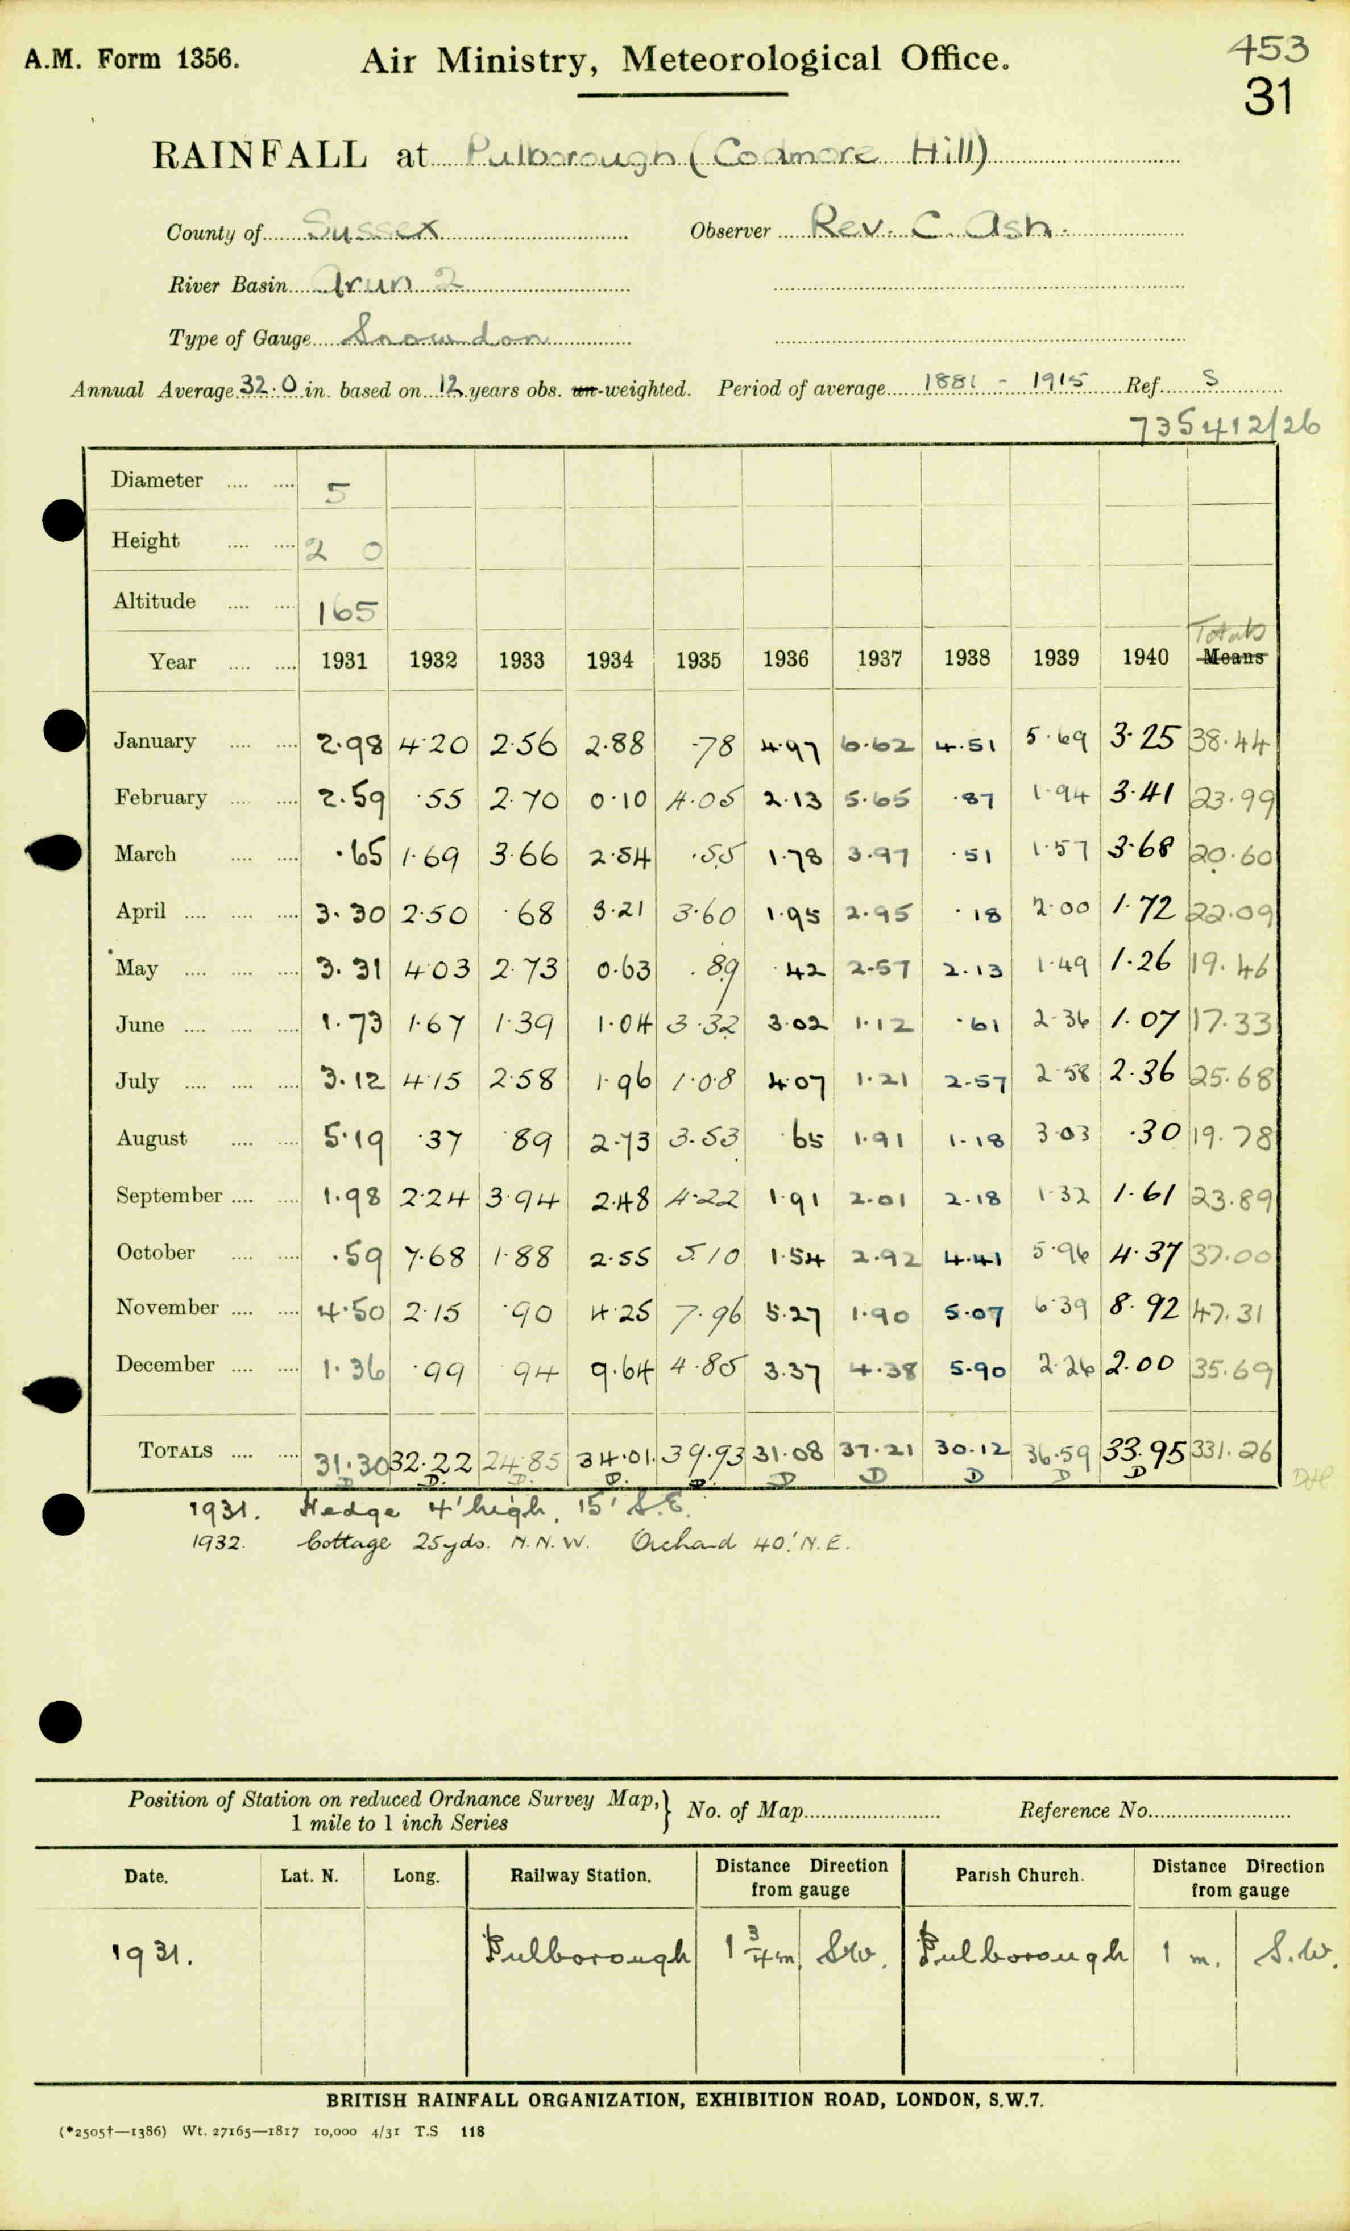 A.M. Form 1356. Air Ministry, Meteorological Office. 453
31
RAINFALL at Pulborough (Codmore Hill)
County of Sussex Observer Rev. C. Ash.
River Basin Arun 2
Type of Gauge Snowdon
Annual Average 32.0 in. based on 12 years obs. un-weighted. Period of average 1881 - 1915 Ref. S
735412/26
Diameter 5
Height 2 0
Altitude 165
Totals
Year 1931 1932 1933 1934 1935 1936 1937 1938 1939 1940 Means
January 2.98 4.20 2.56 2.88 .78 4.97 6.62 4.51 5.69 3.25 38.44
February 2.59 .55 2.70 0.10 4.05 2.13 5.65 .87 1.94 3.41 23.99
March .65 1.69 3.66 2.54 .55 1.78 3.97 .51 1.57 3.68 20.60
April 3.30 2.50 .68 3.21 3.60 1.95 2.95 .18 2.00 1.72 22.09
May 3.31 4.03 2.73 0.63 .89 .42 2.57 2.13 1.49 1.26 19.46
June 1.73 1.67 1.39 1.04 3.32 3.02 1.12 .61 2.36 1.07 17.33
July 3.12 4.15 2.58 1.96 1.08 4.07 1.21 2.57 2.58 2.36 25.68
August 5.19 .37 .89 2.73 3.53 .65 1.91 1.18 3.03 .30 19.78
September 1.98 2.24 3.94 2.48 4.22 1.91 2.01 2.18 1.32 1.61 23.89
October .59 7.68 1.88 2.55 5.10 1.54 2.92 4.41 5.96 4.37 37.00
November 4.50 2.15 .90 4.25 7.96 5.27 1.90 5.07 6.39 8.92 47.31
December 1.36 .99 .94 9.64 4.85 3.37 4.38 5.90 2.26 2.00 35.69
TOTALS 31.30 32.22 24.85 34.01 39.93 31.08 37.21 30.12 36.59 33.95 331.26
D D. D. D. D. D D D D D
1931. Hedge 4' high, 15' S.E.
1932. Cottage 25yds. N.N.W. Orchard 40' N.E.
Position of Station on reduced Ordnance Survey Map, } No. of Map Reference No.
1 mile to 1 inch Series
Date. Lat. N. Long. Railway Station. Distance Direction from gauge Parish Church. Distance Direction from gauge
1931. Pulborough 1 3/4 m SW. Pulborough 1 m. S.W.
BRITISH RAINFALL ORGANIZATION, EXHIBITION ROAD, LONDON, S.W.7.
(*2505†—1386) Wt. 27165—1817 10,000 4/31 T.S 118